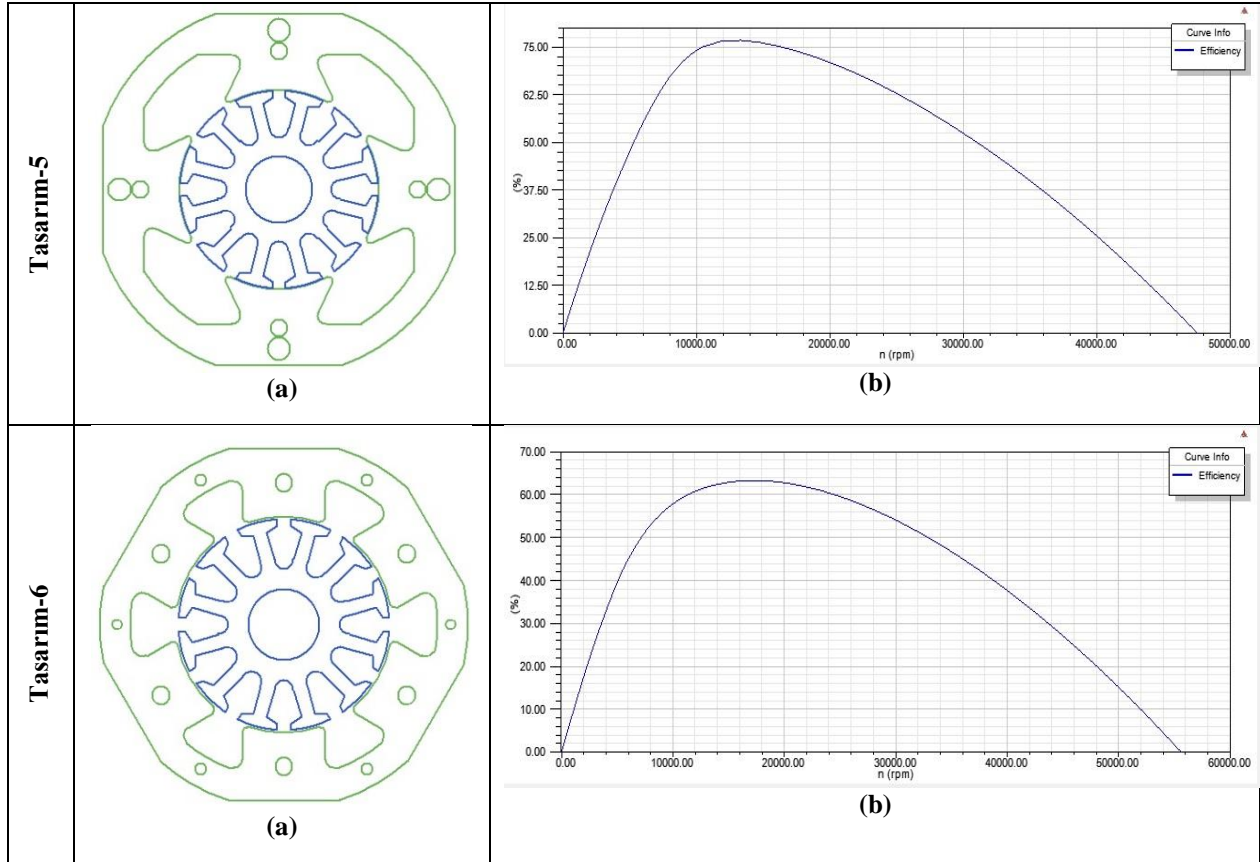 Tasarım-5
(a)
Curve Info
Efficiency
75.00
62.50
50.00
37.50
25.00
12.50
0.00
(%)
0.00 10000.00 20000.00 30000.00 40000.00 50000.00
n (rpm)
(b)
Tasarım-6
(a)
Curve Info
Efficiency
70.00
60.00
50.00
40.00
30.00
20.00
10.00
0.00
(%)
0.00 10000.00 20000.00 30000.00 40000.00 50000.00 60000.00
n (rpm)
(b)